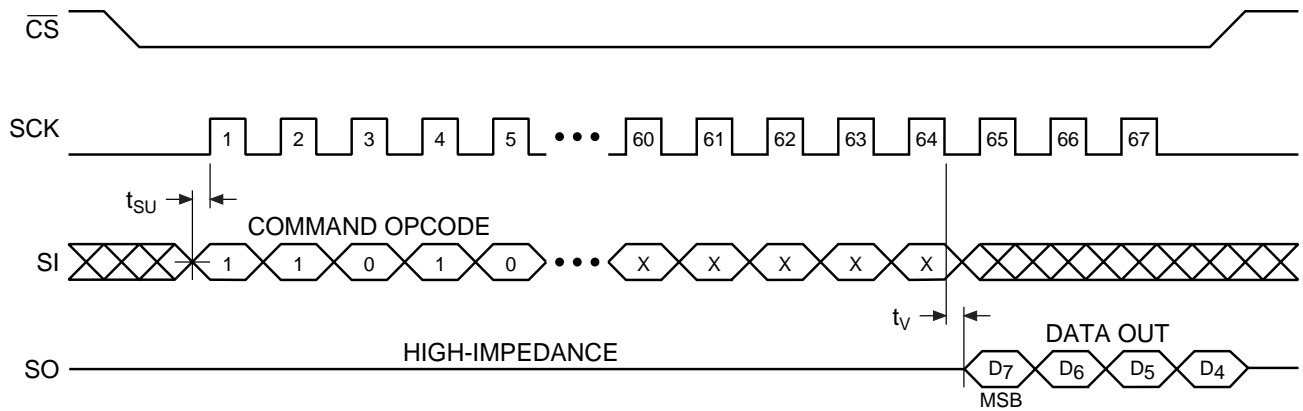 CS
SCK 1 2 3 4 5 ••• 60 61 62 63 64 65 66 67
tSU
COMMAND OPCODE
SI 1 1 0 1 0 ••• X X X X X
tV
HIGH-IMPEDANCE DATA OUT
SO D7 D6 D5 D4
MSB